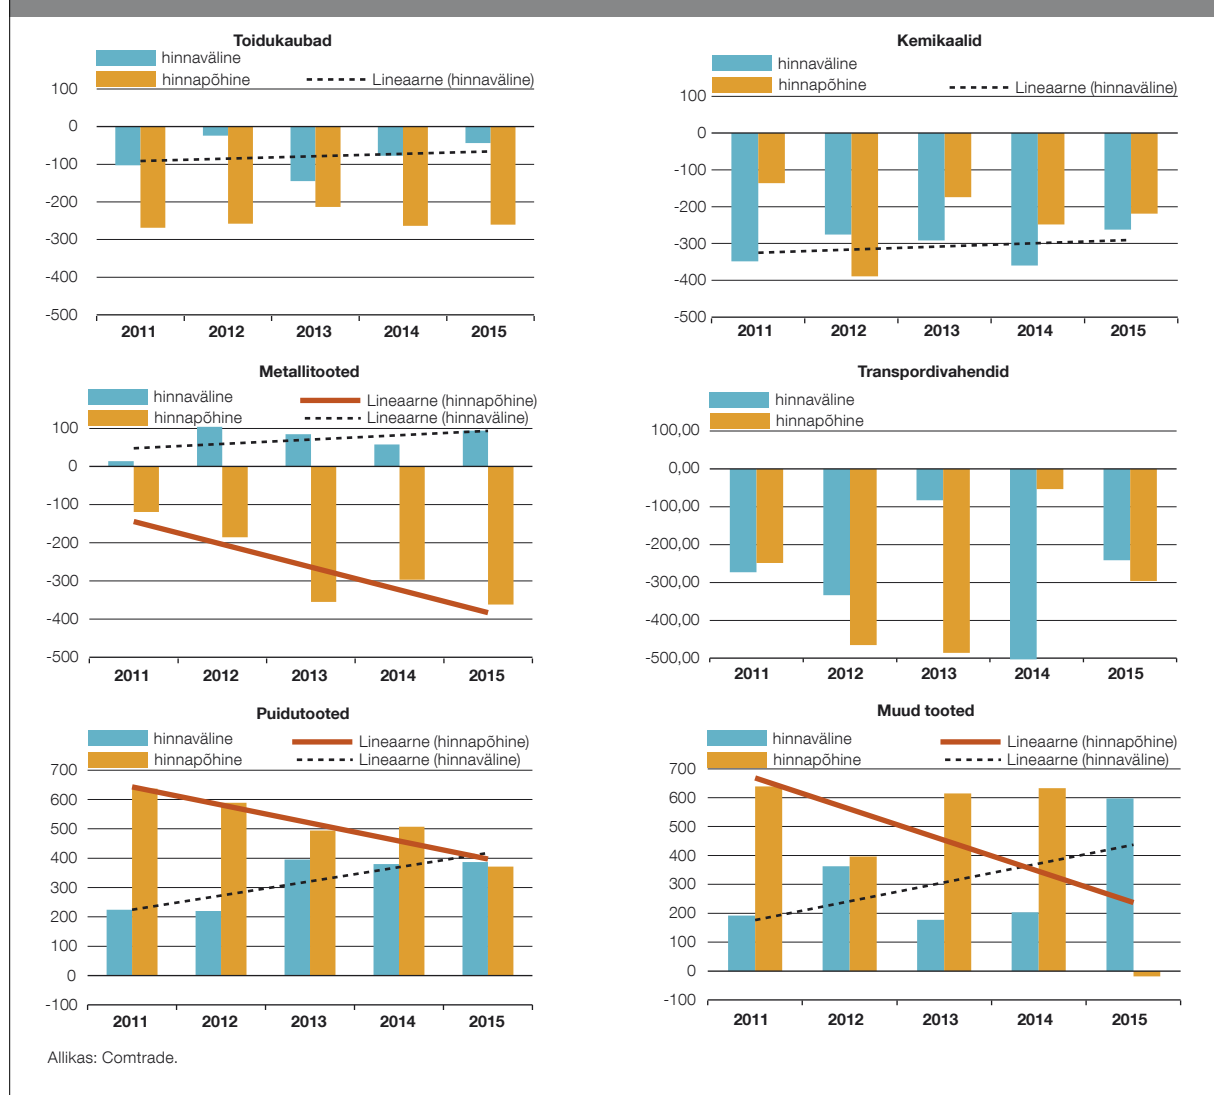 Toidukaubad
hinnaväline
hinnapõhine
Lineaarne (hinnaväline)
100
0
-100
-200
-300
-400
-500
2011 2012 2013 2014 2015
Kemikaalid
hinnaväline
hinnapõhine
Lineaarne (hinnaväline)
100
0
-100
-200
-300
-400
-500
2011 2012 2013 2014 2015
Metallitooted
hinnaväline
hinnapõhine
Lineaarne (hinnapõhine)
Lineaarne (hinnaväline)
100
0
-100
-200
-300
-400
-500
2011 2012 2013 2014 2015
Transpordivahendid
hinnaväline
hinnapõhine
100,00
0,00
-100,00
-200,00
-300,00
-400,00
-500,00
2011 2012 2013 2014 2015
Puidutooted
hinnaväline
hinnapõhine
Lineaarne (hinnapõhine)
Lineaarne (hinnaväline)
700
600
500
400
300
200
100
0
-100
2011 2012 2013 2014 2015
Muud tooted
hinnaväline
hinnapõhine
Lineaarne (hinnapõhine)
Lineaarne (hinnaväline)
700
600
500
400
300
200
100
0
-100
2011 2012 2013 2014 2015
Allikas: Comtrade.